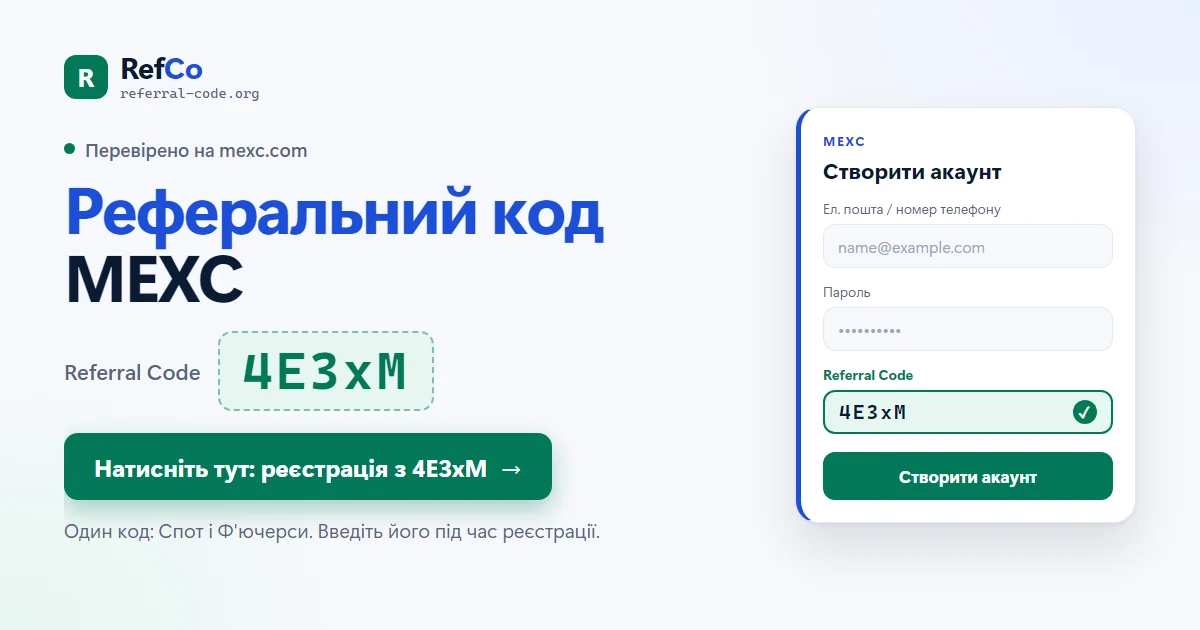 R
RefCo
referral-code.org
Перевірено на mexc.com
Реферальний код
MEXC
Referral Code
4E3xM
Натисніть тут: реєстрація з 4E3xM →
Один код: Спот і Ф'ючерси. Введіть його під час реєстрації.
MEXC
Створити акаунт
Ел. пошта / номер телефону
name@example.com
Пароль
••••••••••
Referral Code
4E3xM
Створити акаунт